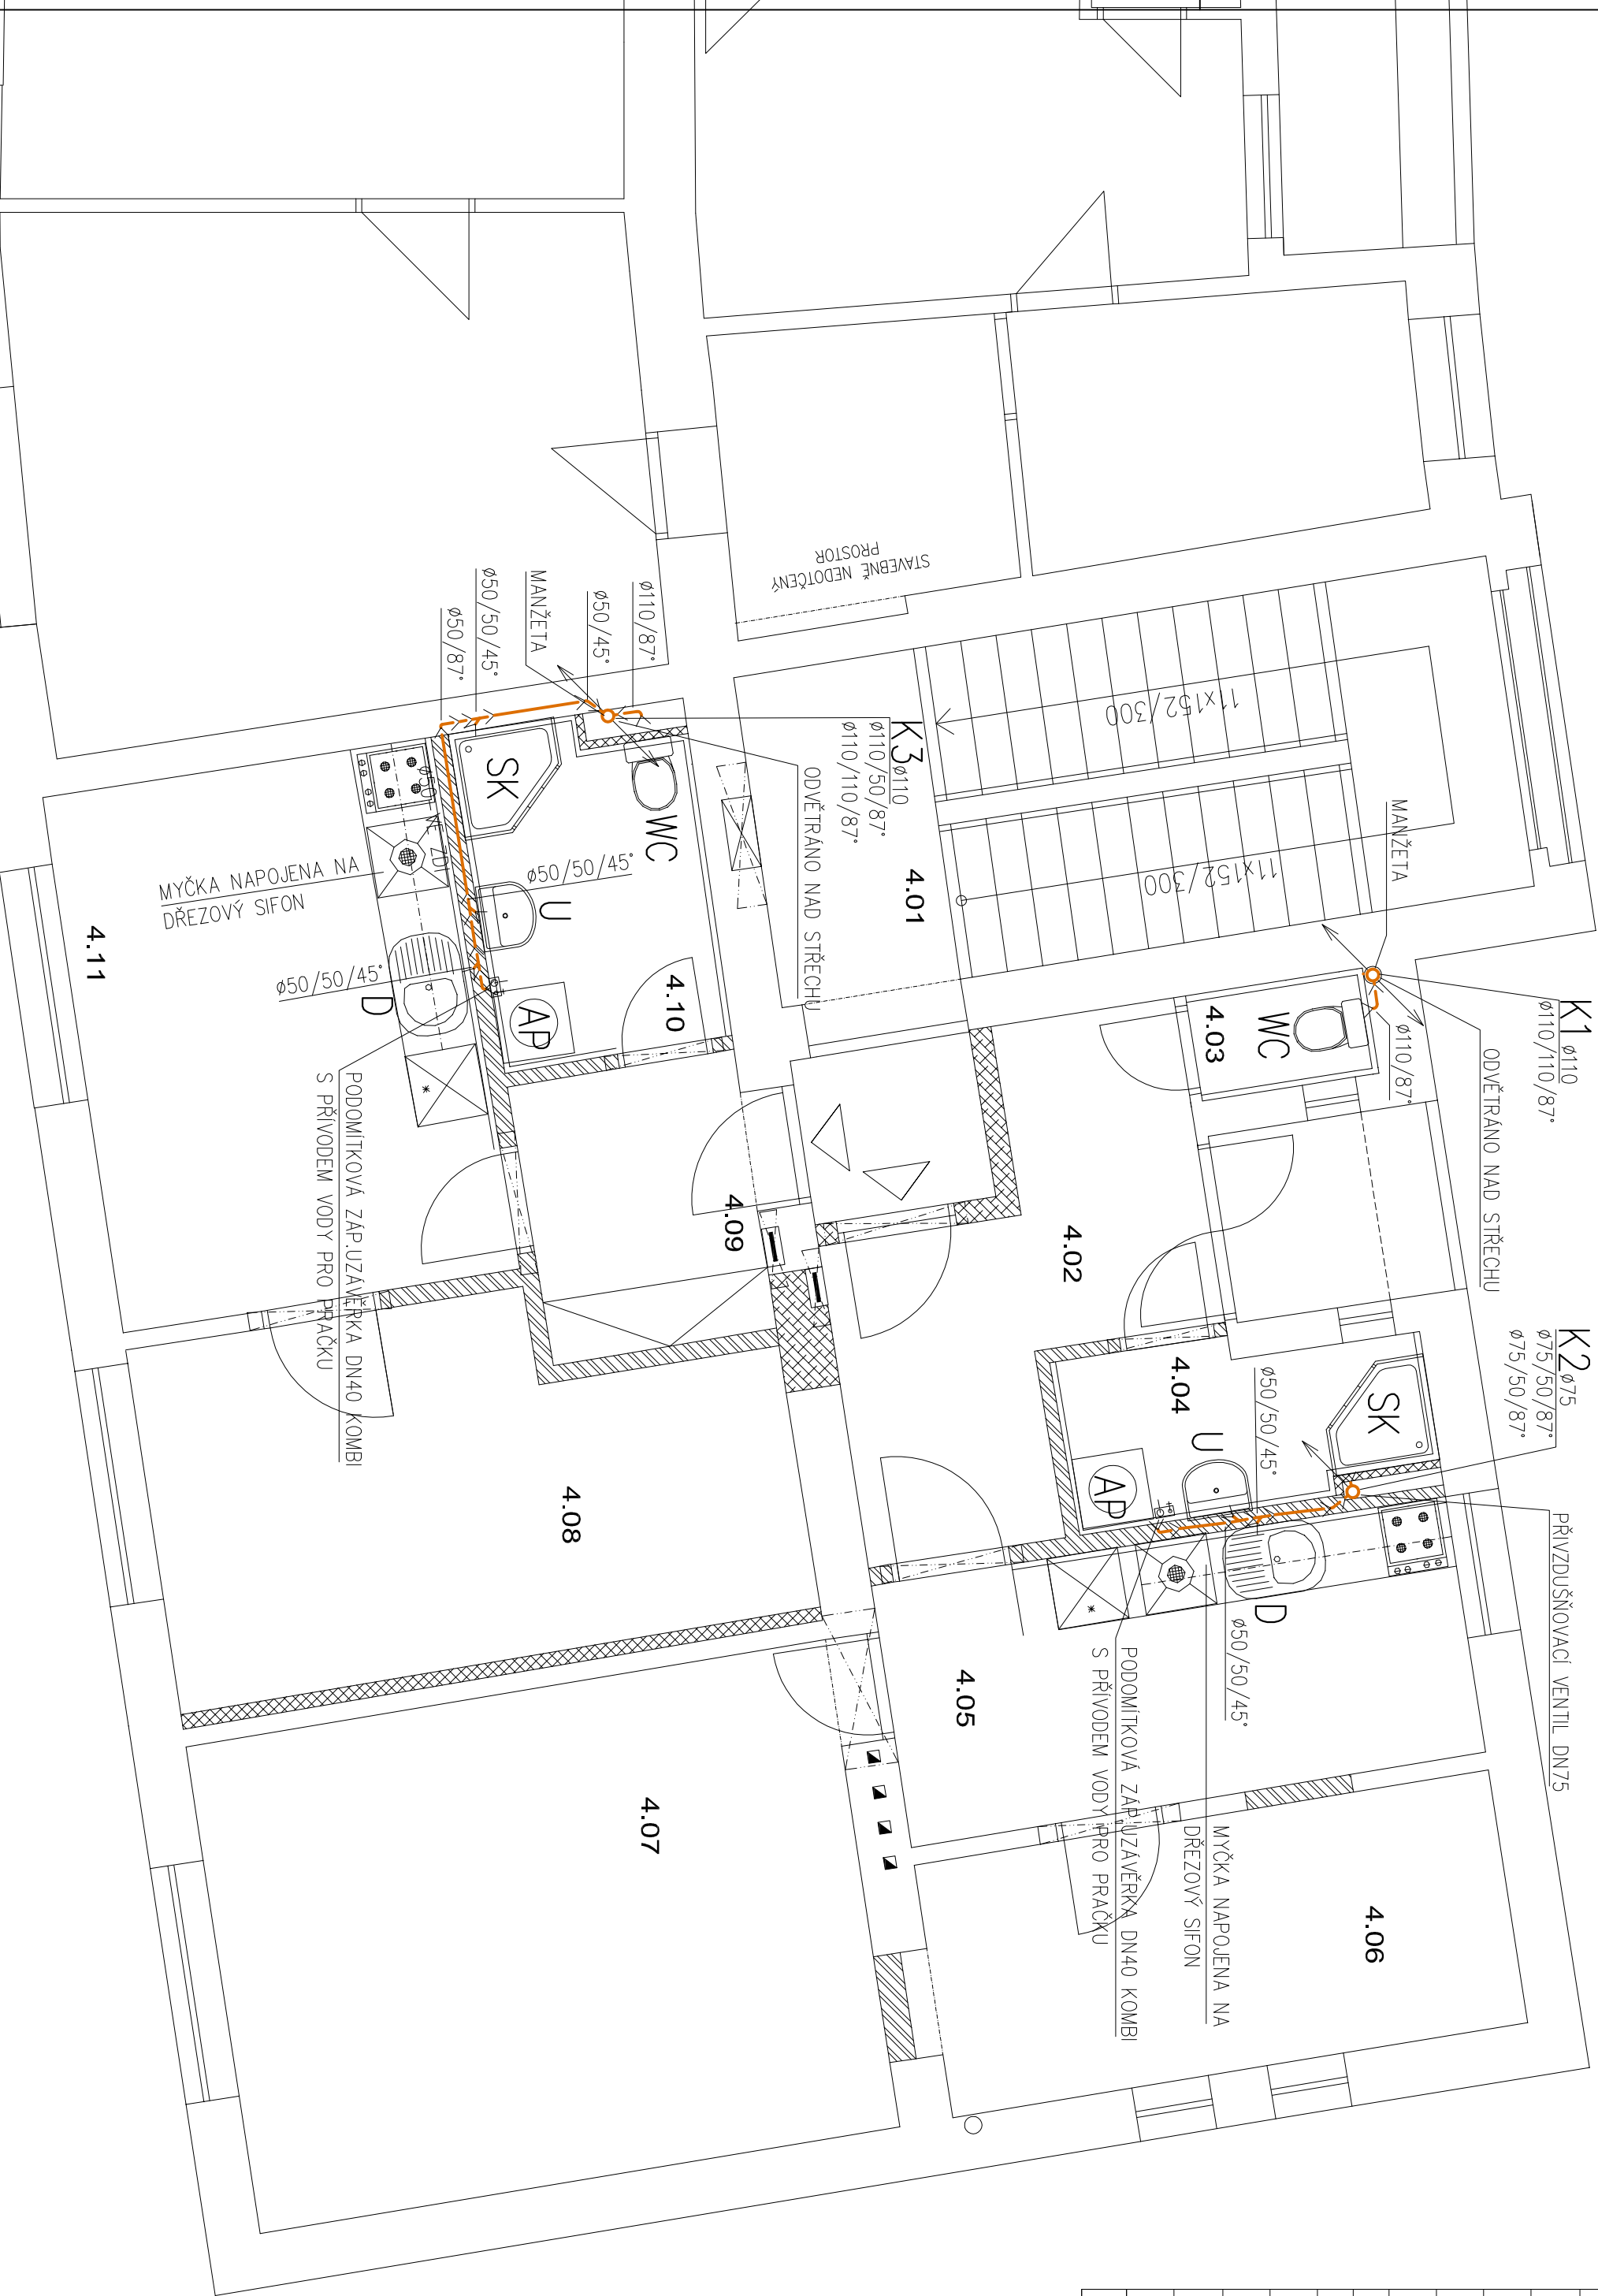 K1 ø110
ø110/110/87°
ODVĚTRÁNO NAD STŘECHU
MANŽETA
ø110/87°
WC
4.03
K2 ø75
ø75/50/87°
ø75/50/87°
PŘIVZDUŠŇOVACÍ VENTIL DN75
SK
ø50/50/45°
4.04
U
AP
D
ø50/50/45°
MYČKA NAPOJENA NA
DŘEZOVÝ SIFON
PODOMÍTKOVÁ ZÁP.UZÁVĚRKA DN40 KOMBI
S PŘÍVODEM VODY PRO PRAČKU
4.02
4.05
4.06
4.07
4.08
11x152/300
11x152/300
STAVEBNĚ NEDOTČENÝ
PROSTOR
4.01
K3 ø110
ø110/50/87°
ø110/110/87°
ODVĚTRÁNO NAD STŘECHU
ø110/87°
ø50/45°
MANŽETA
ø50/50/45°
ø50/87°
WC
SK
ø50/50/45°
U
4.10
AP
4.09
ø50 VE ZDI
MYČKA NAPOJENA NA
DŘEZOVÝ SIFON
ø50/50/45°
D
PODOMÍTKOVÁ ZÁP.UZÁVĚRKA DN40 KOMBI
S PŘÍVODEM VODY PRO PRAČKU
4.11